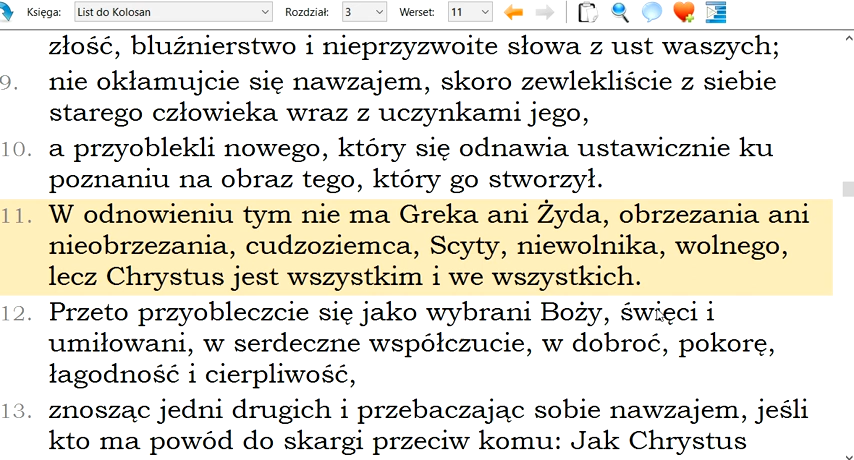 Księga: List do Kolosan Rozdział: 3 Werset: 11
złość, bluźnierstwo i nieprzyzwoite słowa z ust waszych;
9. nie okłamujcie się nawzajem, skoro zewlekliście z siebie
starego człowieka wraz z uczynkami jego,
10. a przyoblekli nowego, który się odnawia ustawicznie ku
poznaniu na obraz tego, który go stworzył.
11. W odnowieniu tym nie ma Greka ani Żyda, obrzezania ani
nieobrzezania, cudzoziemca, Scyty, niewolnika, wolnego,
lecz Chrystus jest wszystkim i we wszystkich.
12. Przeto przyobleczcie się jako wybrani Boży, święci i
umiłowani, w serdeczne współczucie, w dobroć, pokorę,
łagodność i cierpliwość,
13. znosząc jedni drugich i przebaczając sobie nawzajem, jeśli
kto ma powód do skargi przeciw komu: Jak Chrystus